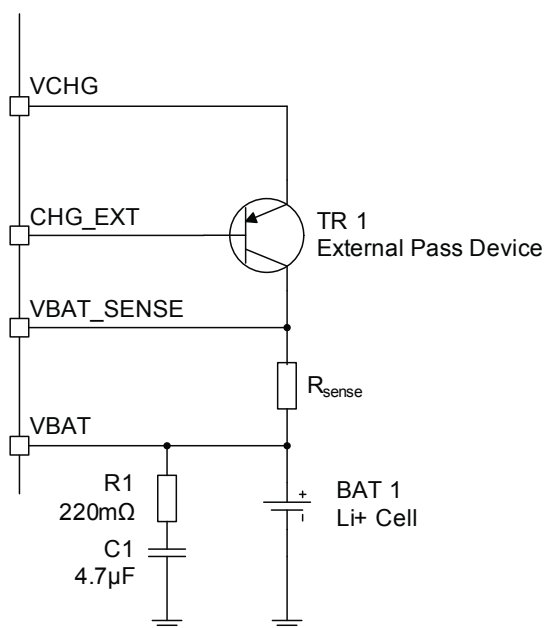 VCHG
CHG_EXT
TR 1
External Pass Device
VBAT_SENSE
Rsense
VBAT
R1
220mΩ
BAT 1
Li+ Cell
C1
4.7µF
+